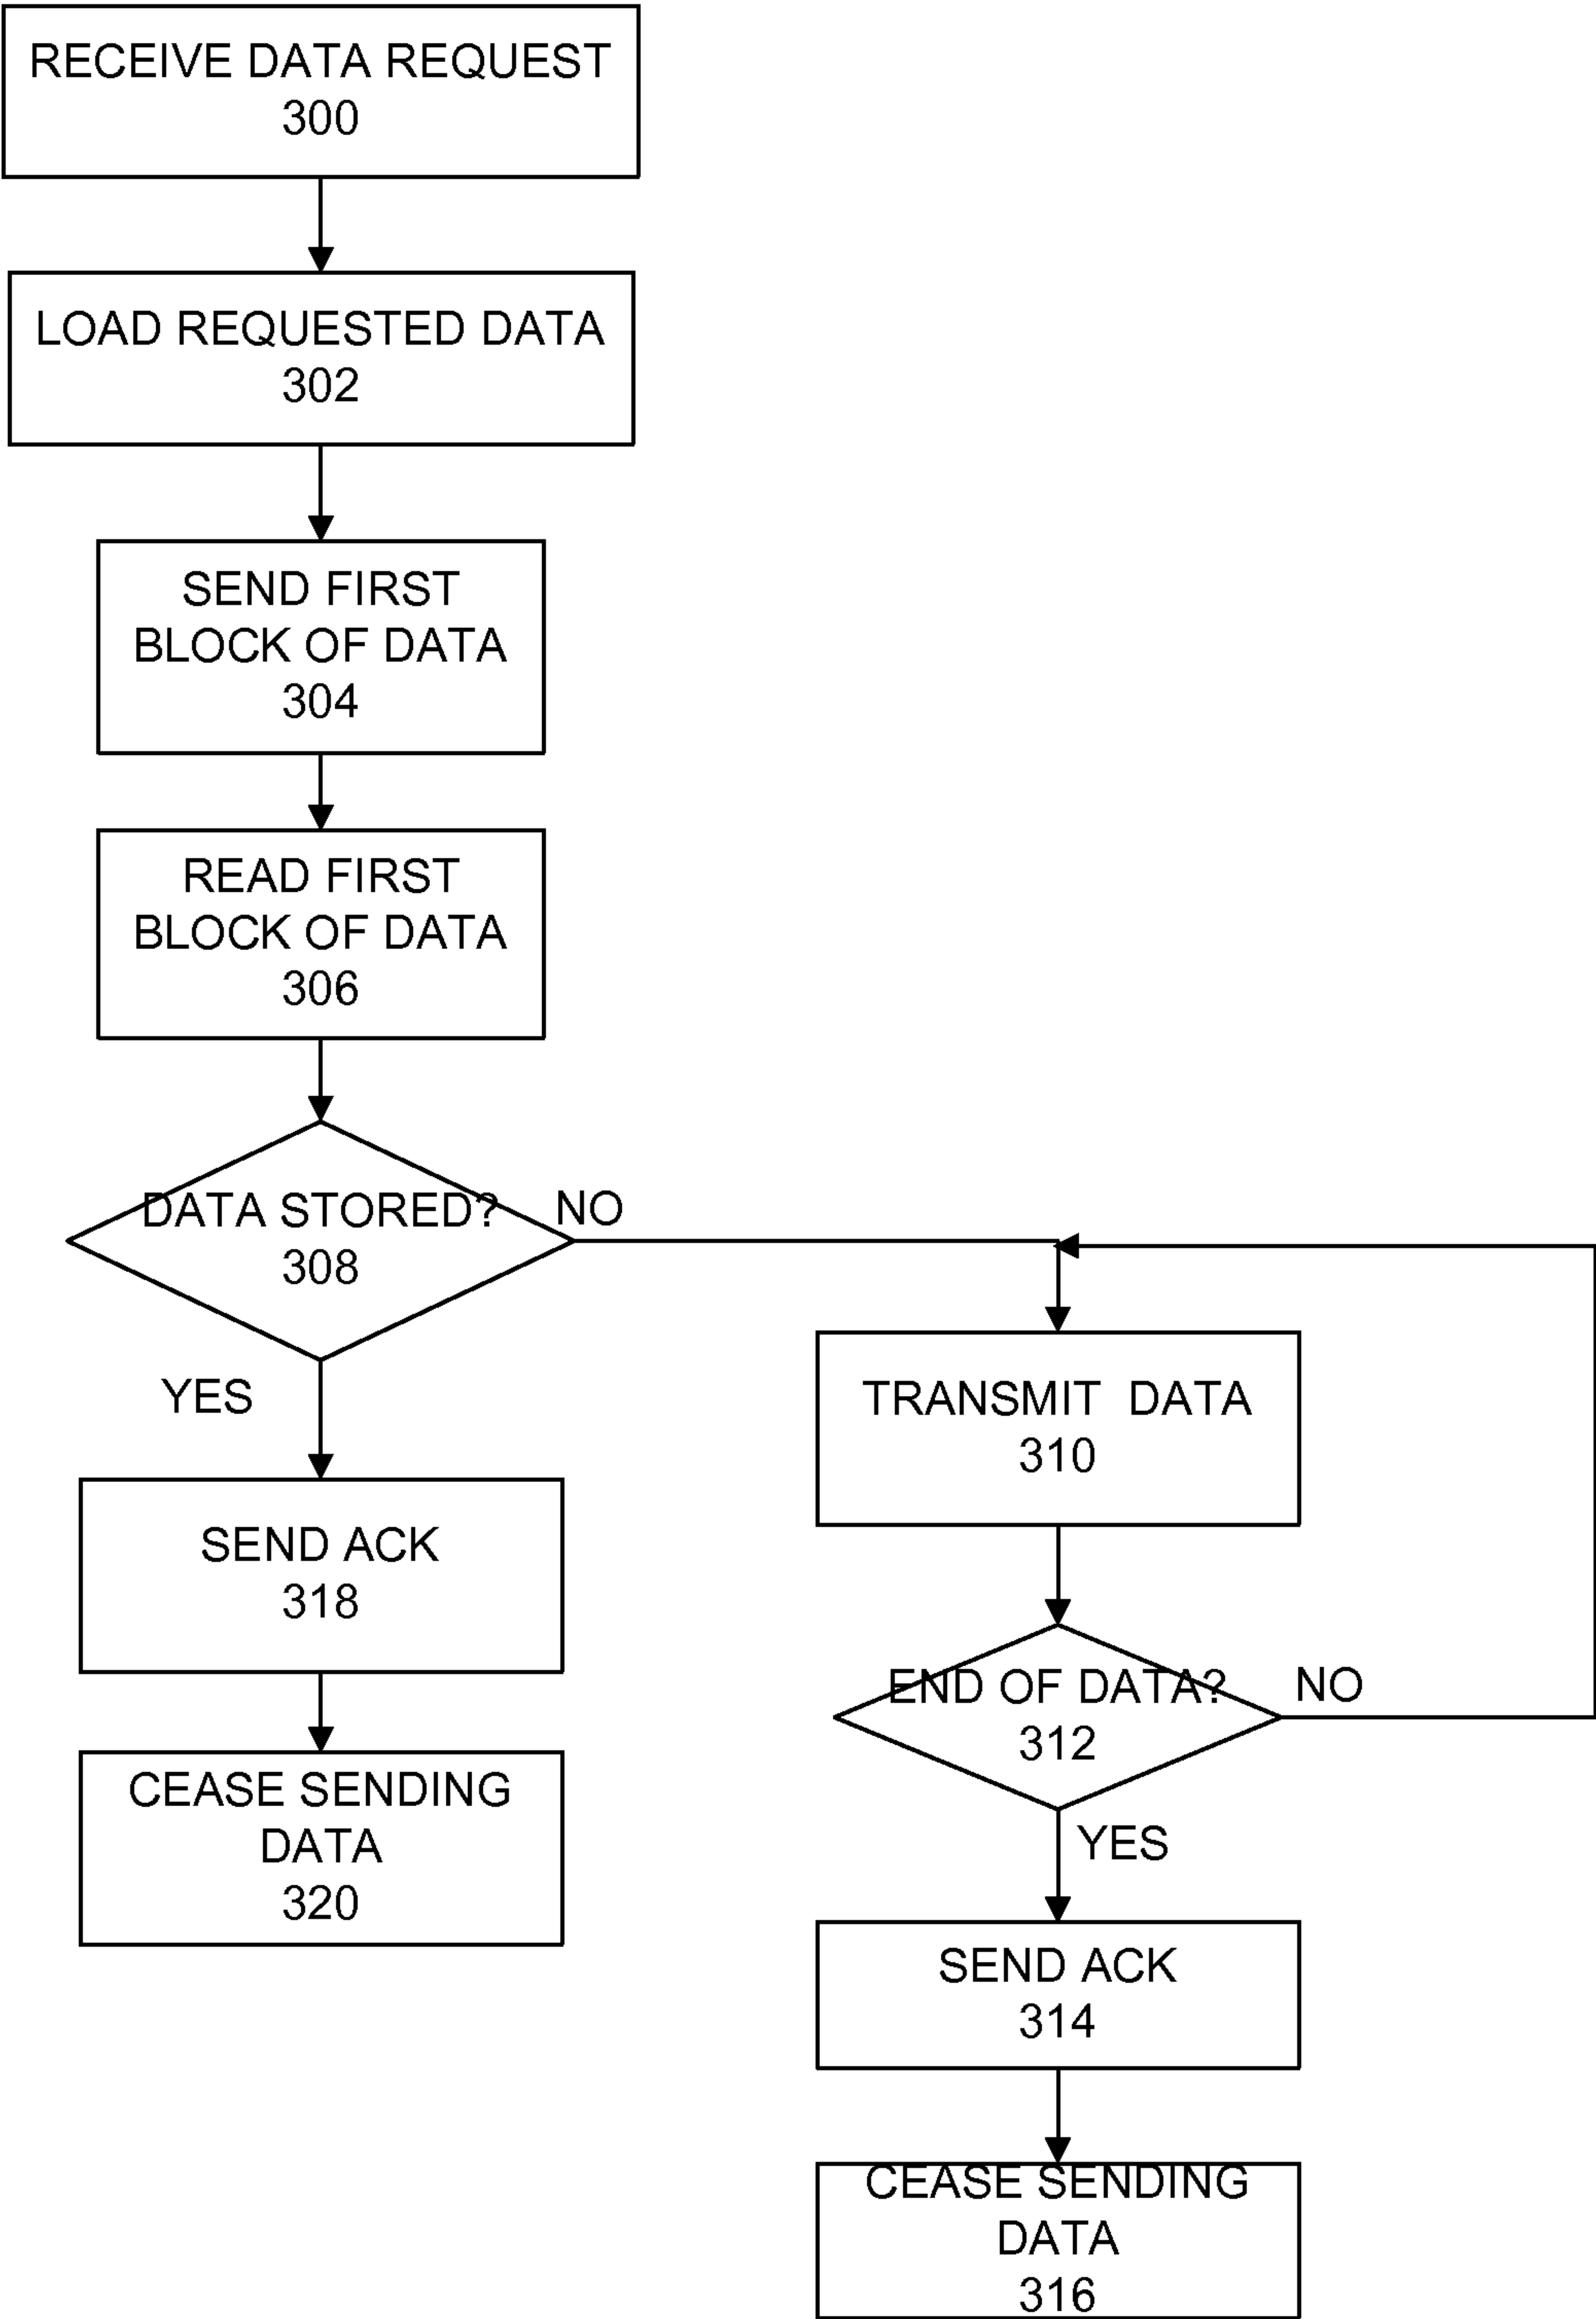 RECEIVE DATA REQUEST
300
LOAD REQUESTED DATA
302
SEND FIRST
BLOCK OF DATA
304
READ FIRST
BLOCK OF DATA
306
DATA STORED?
308
NO
YES
TRANSMIT DATA
310
SEND ACK
318
END OF DATA?
312
NO
YES
CEASE SENDING
DATA
320
SEND ACK
314
CEASE SENDING
DATA
316